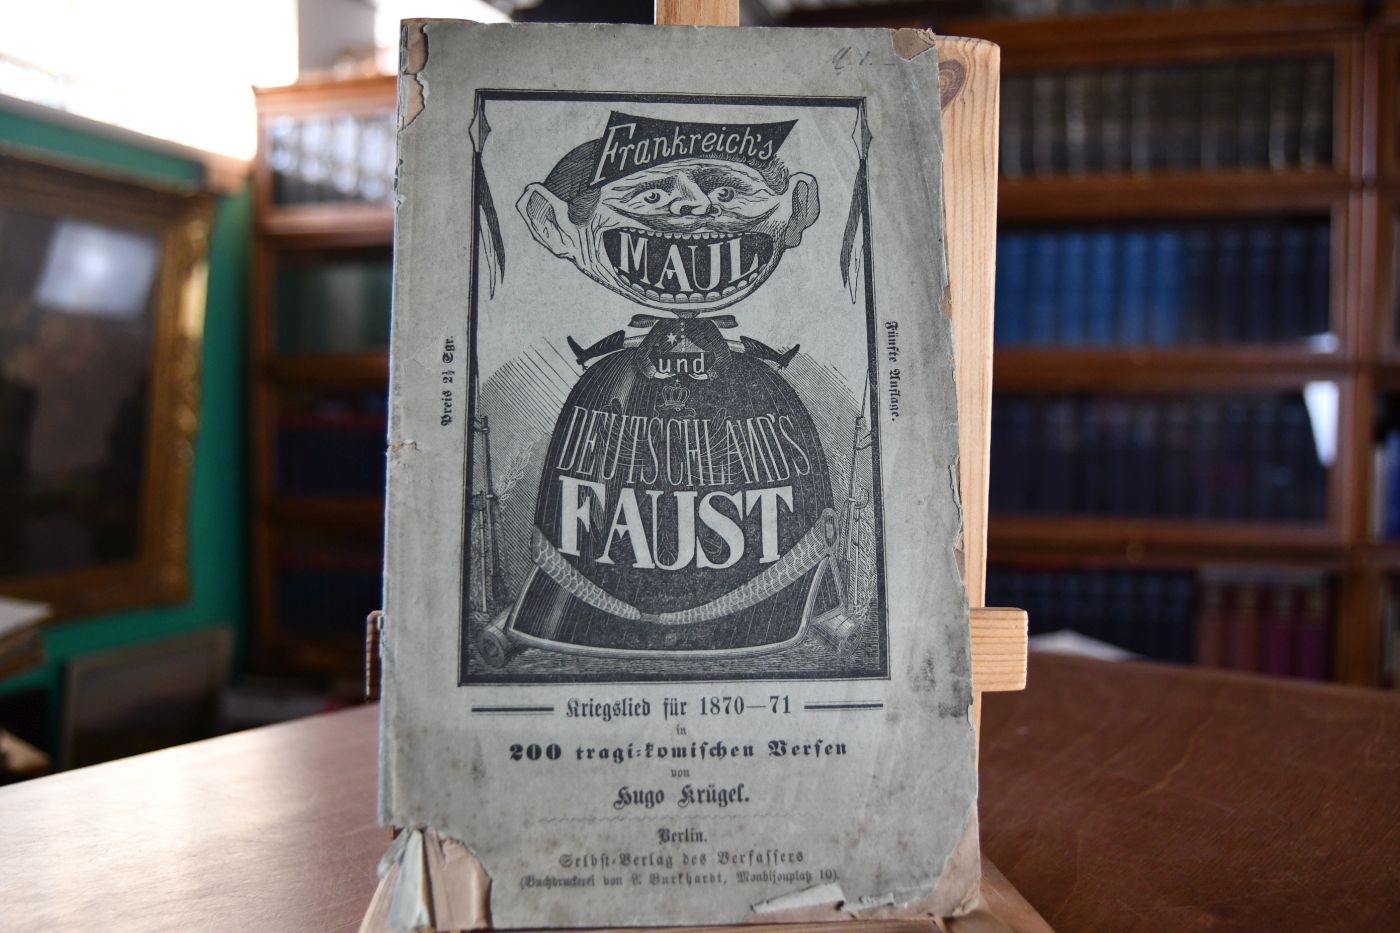 Frankreich's
MAUL
und
DEUTSCHLAND'S
FAUST
Preis 2½ Sgr.
Fünfte Auflage.
Kriegslied für 1870—71
in
200 tragi-komischen Versen
von
Hugo Krügel.
Berlin.
Selbst-Verlag des Verfassers
(Buchdruckerei von L. Burkhardt, Monbijouplatz 10).